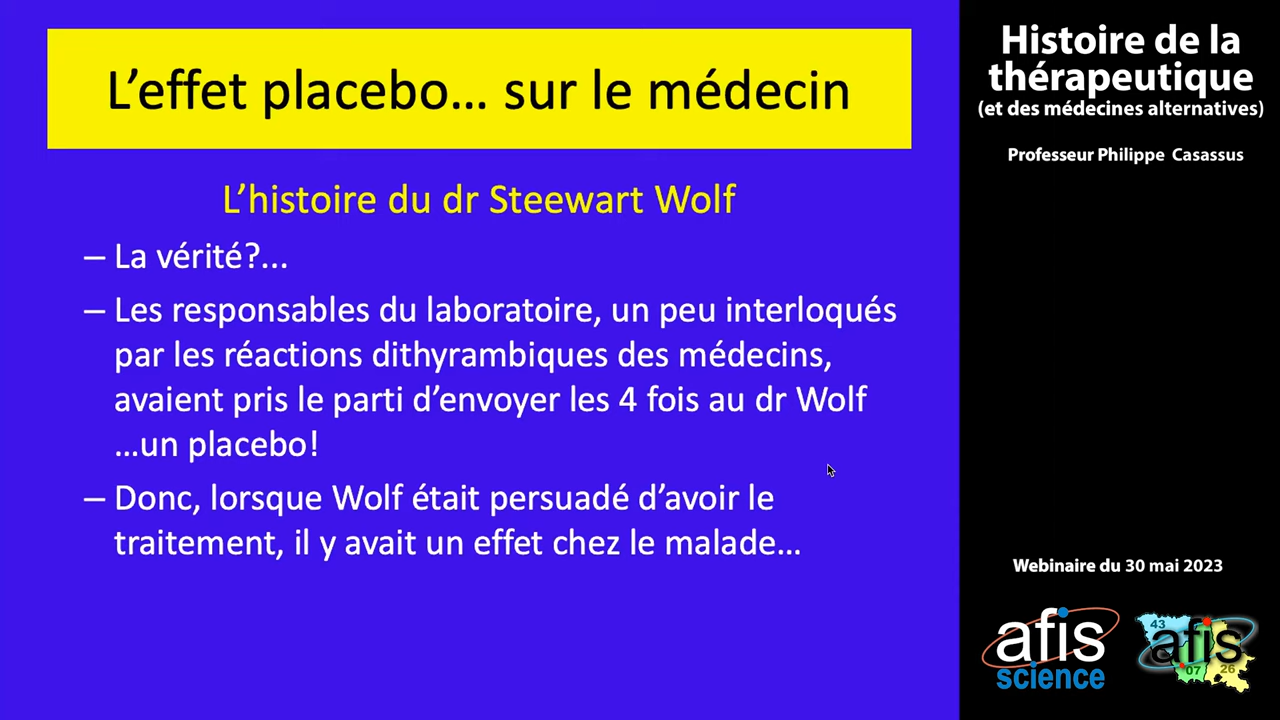 L'effet placebo... sur le médecin
L'histoire du dr Steewart Wolf
– La vérité?...
– Les responsables du laboratoire, un peu interloqués
par les réactions dithyrambiques des médecins,
avaient pris le parti d'envoyer les 4 fois au dr Wolf
...un placebo!
– Donc, lorsque Wolf était persuadé d'avoir le
traitement, il y avait un effet chez le malade...
Histoire de la
thérapeutique
(et des médecines alternatives)
Professeur Philippe Casassus
Webinaire du 30 mai 2023
afis
science
43
afis
07
26